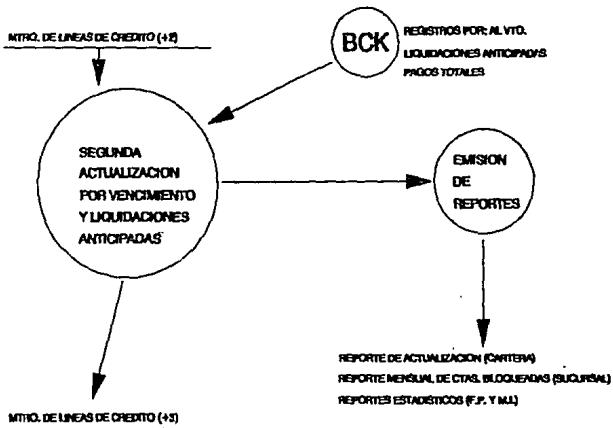 MTRO. DE LINEAS DE CREDITO (+2)
BCK
REGISTROS POR: AL VTO.
LIQUIDACIONES ANTICIPADAS
PAGOS TOTALES
SEGUNDA
ACTUALIZACION
POR VENCIMIENTO
Y LIQUIDACIONES
ANTICIPADAS
EMISION
DE
REPORTES
REPORTE DE ACTUALIZACION (CARTERA)
REPORTE MENSUAL DE CTAS. BLOQUEADAS (SUCURSAL)
REPORTES ESTADISTICOS (F.P. Y M.I.)
MTRO. DE LINEAS DE CREDITO (+3)